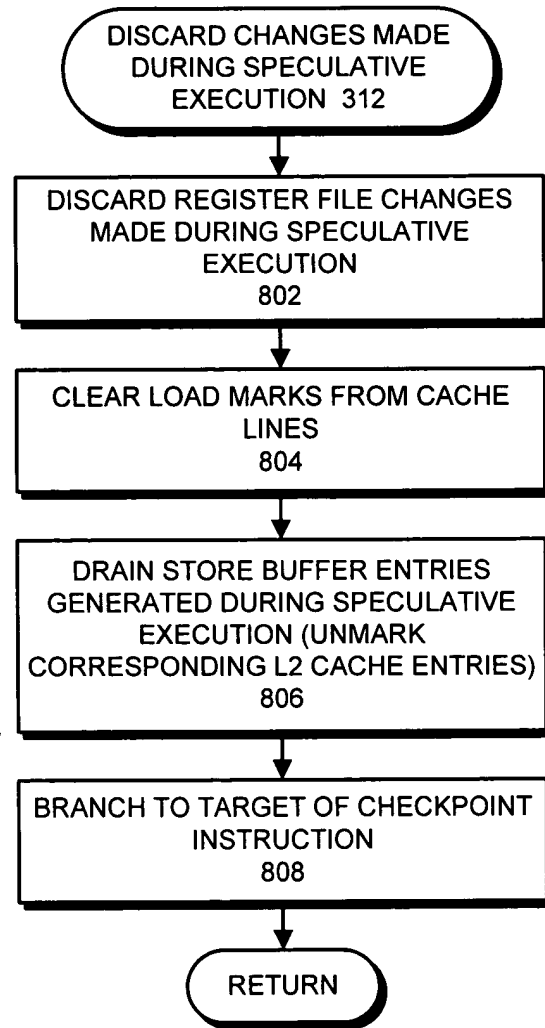 DISCARD CHANGES MADE
DURING SPECULATIVE
EXECUTION 312
DISCARD REGISTER FILE CHANGES
MADE DURING SPECULATIVE
EXECUTION
802
CLEAR LOAD MARKS FROM CACHE
LINES
804
DRAIN STORE BUFFER ENTRIES
GENERATED DURING SPECULATIVE
EXECUTION (UNMARK
CORRESPONDING L2 CACHE ENTRIES)
806
BRANCH TO TARGET OF CHECKPOINT
INSTRUCTION
808
RETURN